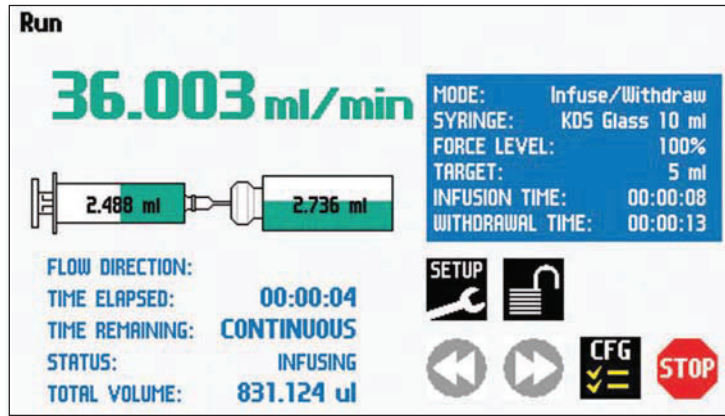 Run
36.003 ml/min
MODE: Infuse/Withdraw
SYRINGE: KDS Glass 10 ml
FORCE LEVEL: 100%
TARGET: 5 ml
INFUSION TIME: 00:00:08
WITHDRAWAL TIME: 00:00:13
2.488 ml
2.736 ml
FLOW DIRECTION:
TIME ELAPSED: 00:00:04
TIME REMAINING: CONTINUOUS
STATUS: INFUSING
TOTAL VOLUME: 831.124 ul
SETUP
CFG
STOP